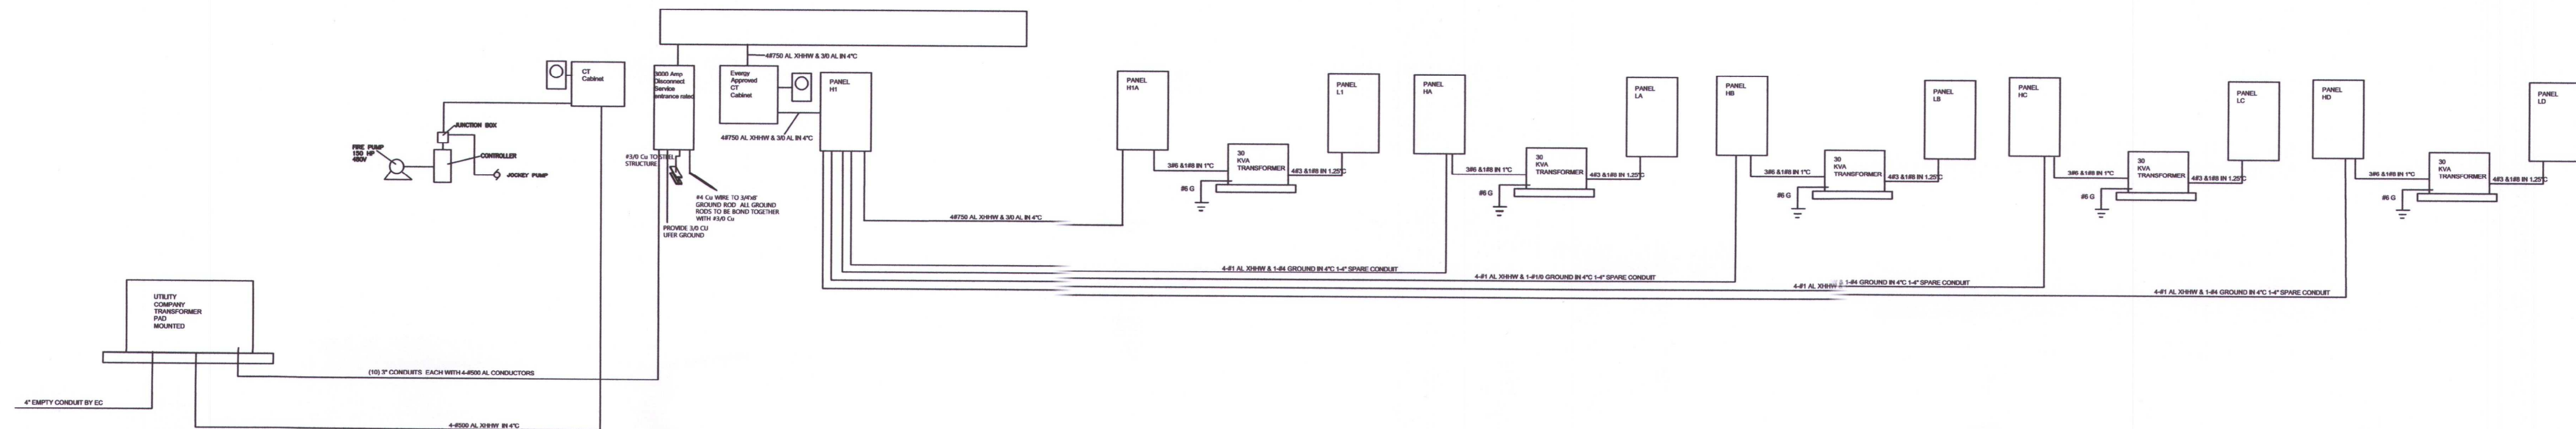 4#750 AL XHHW & 3/0 AL IN 4"C
CT
Cabinet
3000 Amp
Disconnect
Service
entrance rated
Evergy
Approved
CT
Cabinet
PANEL
H1
4#750 AL XHHW & 3/0 AL IN 4"C
JUNCTION BOX
FIRE PUMP
150 HP
480V
CONTROLLER
JOCKEY PUMP
#3/0 Cu TO STEEL
STRUCTURE
#4 Cu WIRE TO 3/4"x8'
GROUND ROD ALL GROUND
RODS TO BE BOND TOGETHER
WITH #3/0 Cu
PROVIDE 3/0 CU
UFER GROUND
PANEL
H1A
3#6 &1#8 IN 1"C
#6 G
30
KVA
TRANSFORMER
4#3 &1#8 IN 1.25"C
PANEL
L1
PANEL
HA
3#6 &1#8 IN 1"C
#6 G
30
KVA
TRANSFORMER
4#3 &1#8 IN 1.25"C
PANEL
LA
PANEL
HB
3#6 &1#8 IN 1"C
#6 G
30
KVA
TRANSFORMER
4#3 &1#8 IN 1.25"C
PANEL
LB
PANEL
HC
3#6 &1#8 IN 1"C
#6 G
30
KVA
TRANSFORMER
4#3 &1#8 IN 1.25"C
PANEL
LC
PANEL
HD
3#6 &1#8 IN 1"C
#6 G
30
KVA
TRANSFORMER
4#3 &1#8 IN 1.25"C
PANEL
LD
4#750 AL XHHW & 3/0 AL IN 4"C
4-#1 AL XHHW & 1-#4 GROUND IN 4"C 1-4" SPARE CONDUIT
4-#1 AL XHHW & 1-#1/0 GROUND IN 4"C 1-4" SPARE CONDUIT
4-#1 AL XHHW & 1-#4 GROUND IN 4"C 1-4" SPARE CONDUIT
4-#1 AL XHHW & 1-#4 GROUND IN 4"C 1-4" SPARE CONDUIT
UTILITY
COMPANY
TRANSFORMER
PAD
MOUNTED
(10) 3" CONDUITS EACH WITH 4-#500 AL CONDUCTORS
4" EMPTY CONDUIT BY EC
4-#500 AL XHHW IN 4"C